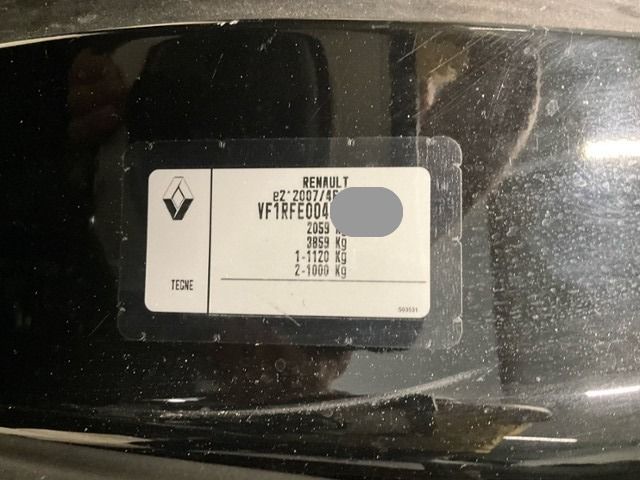 RENAULT
e2*2007/4
VF1RFE004
2059
3859 Kg
1-1120 Kg
2-1000 Kg
TECNE
503531